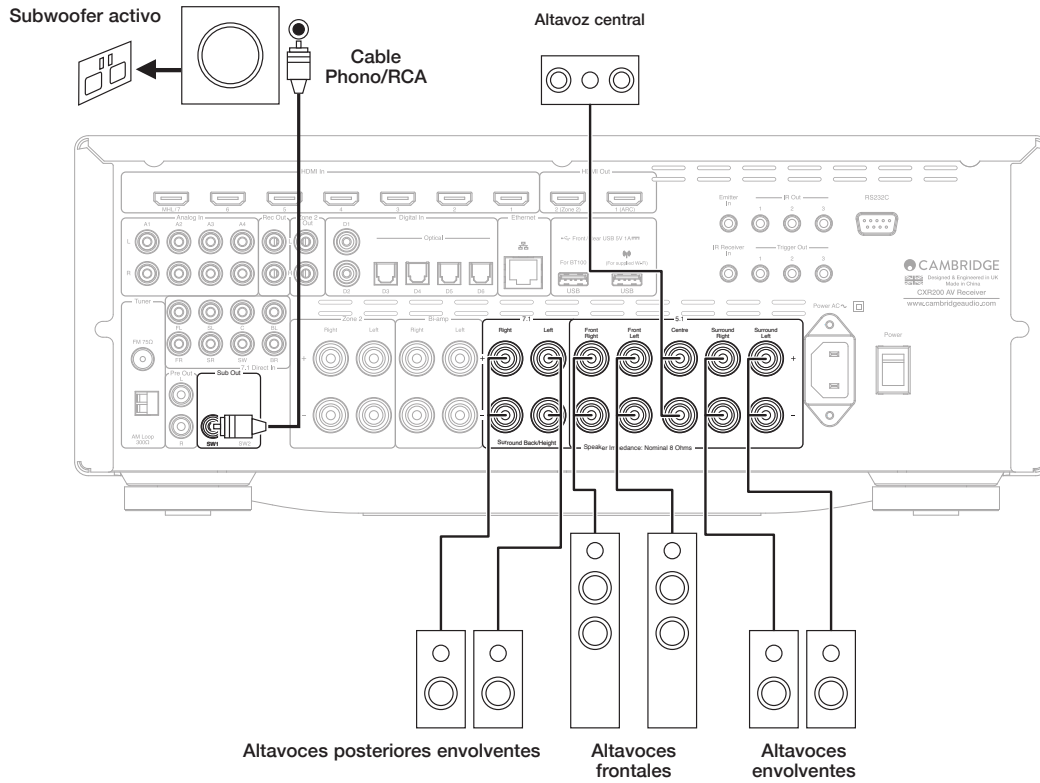 Subwoofer activo
Cable
Phono/RCA
Altavoz central
HDMI In
HDMI Out
MHL/7
6
5
4
3
2
1
2 (Zone 2)
1 (ARC)
Analog In
Rec Out
Zone 2
Out
Digital In
Ethernet
A1
A2
A3
A4
O1
Optical
L
R
Front/Rear USB 5V 1A
For BT100
(For supplied Wi-Fi)
USB
USB
D2
D3
D4
D5
D6
Emitter
In
IR Out
1
2
3
RS232C
IR Receiver
In
Trigger Out
1
2
3
CAMBRIDGE
Designed & Engineered in UK
Made in China
CXR200 AV Receiver
www.cambridgeaudio.com
Tuner
FM 75Ω
AM Loop
300Ω
FL
SL
C
BL
FR
SR
SW
BR
7.1 Direct In
Pre Out
L
R
Sub Out
SW1
SW2
Zone 2
Right
Left
Bi-amp
Right
Left
7.1
Right
Left
5.1
Front
Right
Front
Left
Centre
Surround
Right
Surround
Left
+
+
+
-
-
-
Surround Back/Height
Speaker Impedance: Nominal 8 Ohms
Power AC~
Power
Altavoces posteriores envolventes
Altavoces
frontales
Altavoces
envolventes